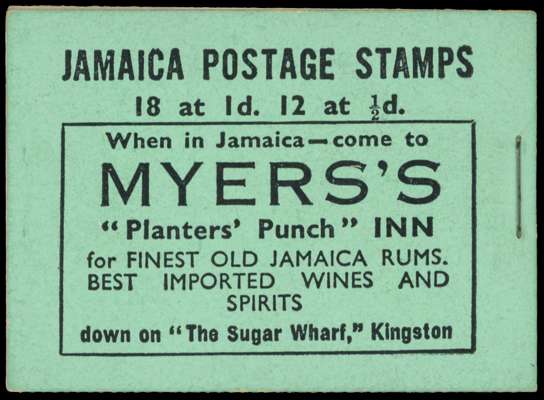 JAMAICA POSTAGE STAMPS
18 at 1d. 12 at ½d.
When in Jamaica—come to
MYERS'S
"Planters' Punch" INN
for FINEST OLD JAMAICA RUMS.
BEST IMPORTED WINES AND
SPIRITS
down on "The Sugar Wharf," Kingston